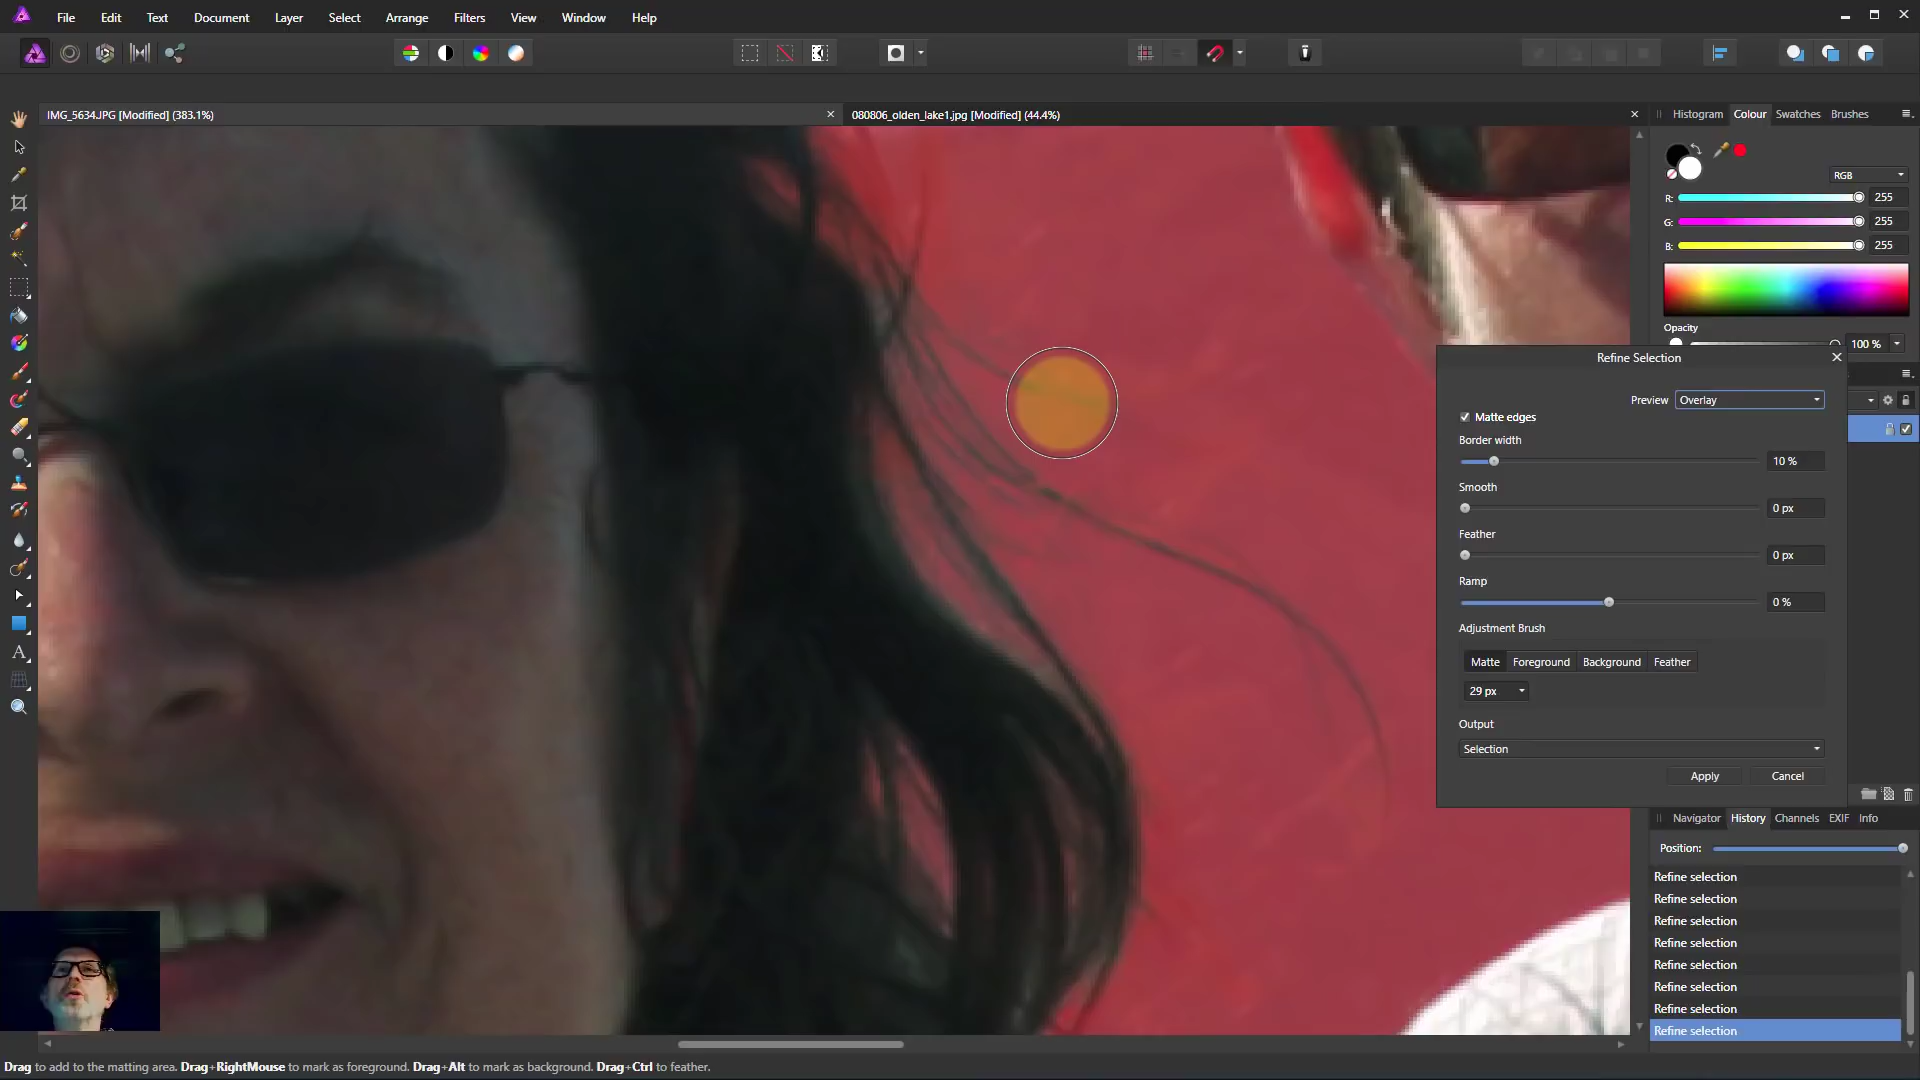 File Edit Text Document Layer Select Arrange Filters View Window Help
IMG_5634.JPG [Modified] (383.1%)
080806_olden_lake1.jpg [Modified] (44.4%)
Histogram Colour Swatches Brushes
RGB
R: 255
G: 255
B: 255
Opacity
100 %
Refine Selection
Preview Overlay
Matte edges
Border width
10 %
Smooth
0 px
Feather
0 px
Ramp
0 %
Adjustment Brush
Matte Foreground Background Feather
29 px
Output
Selection
Apply Cancel
Navigator History Channels EXIF Info
Position:
Refine selection
Refine selection
Refine selection
Refine selection
Refine selection
Refine selection
Refine selection
Refine selection
Drag to add to the matting area. Drag+RightMouse to mark as foreground. Drag+Alt to mark as background. Drag+Ctrl to feather.